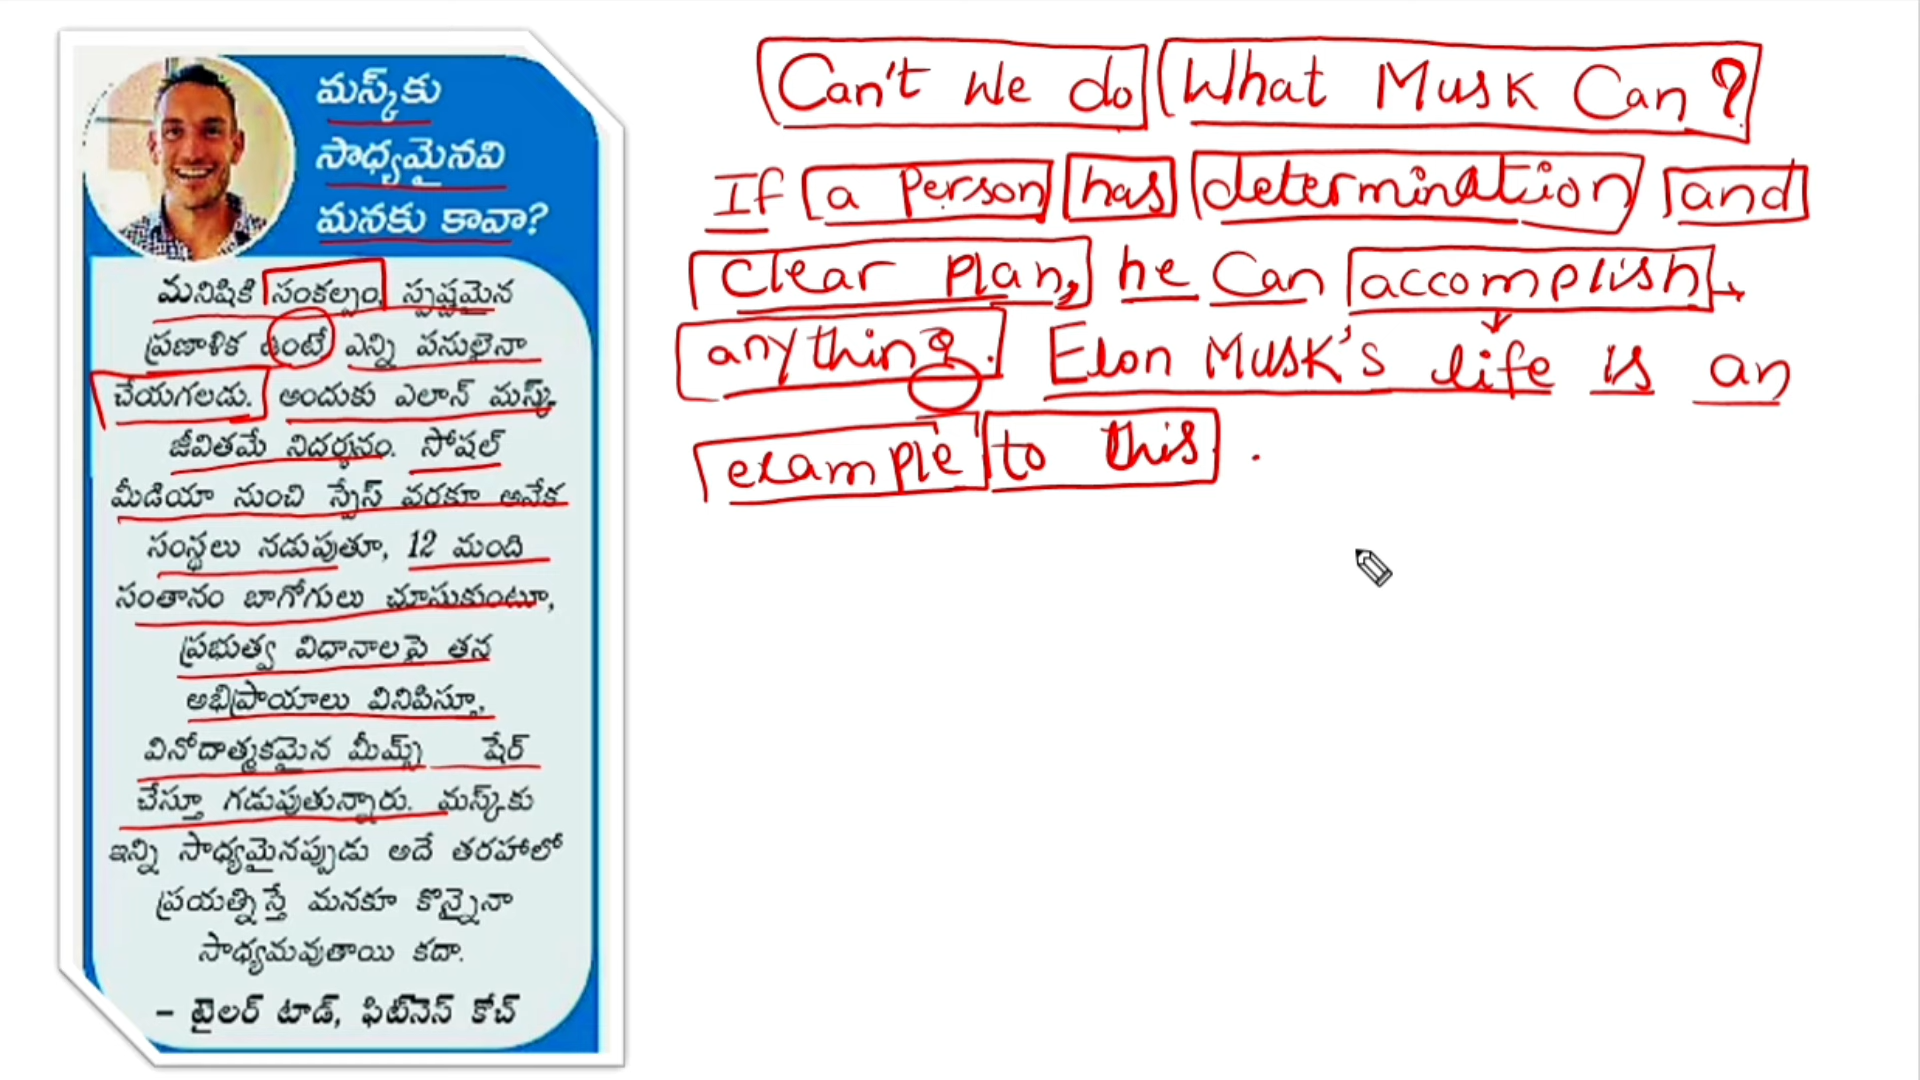 మస్క్‌కు
సాధ్యమైనవి
మనకు కావా?
మనిషికి సంకల్పం, స్పష్టమైన
ప్రణాళిక ఉంటే ఎన్ని పనులైనా
చేయగలడు. అందుకు ఎలాన్ మస్క్
జీవితమే నిదర్శనం. సోషల్
మీడియా నుంచి స్పేస్ వరకూ అనేక
సంస్థలు నడుపుతూ, 12 మంది
సంతానం బాగోగులు చూసుకుంటూ,
ప్రభుత్వ విధానాలపై తన
అభిప్రాయాలు వినిపిస్తూ,
వినోదాత్మకమైన మీమ్స్ షేర్
చేస్తూ గడుపుతున్నారు. మస్క్‌కు
ఇన్ని సాధ్యమైనప్పుడు అదే తరహాలో
ప్రయత్నిస్తే మనకూ కొన్నైనా
సాధ్యమవుతాయి కదా.
– టైలర్ టాడ్, ఫిట్‌నెస్ కోచ్
Can't We do What Musk Can?
If a person has determination and
clear plan, he can accomplish
anything. Elon Musk's life is an
example to this.